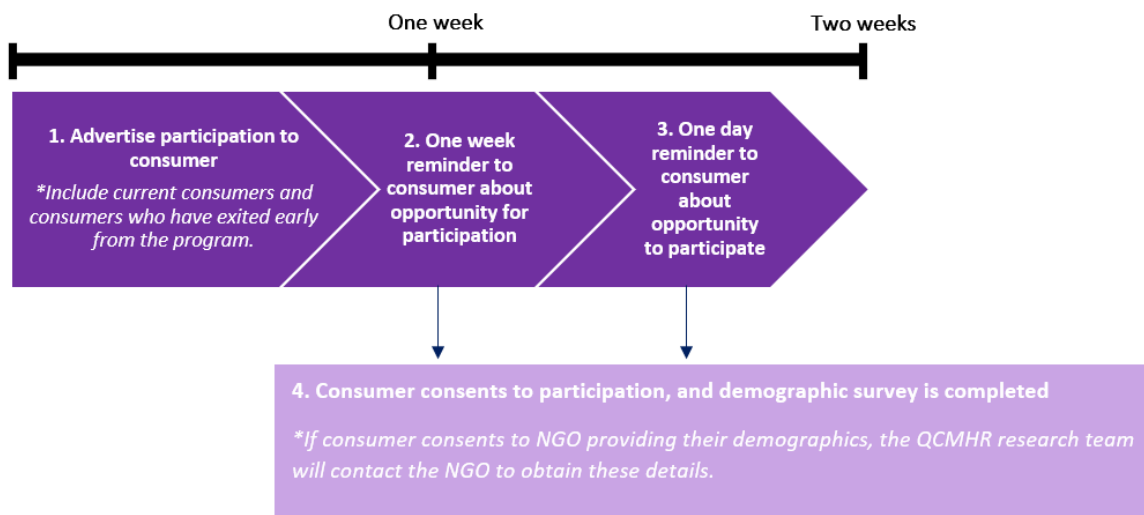 One week
Two weeks
1. Advertise participation to
consumer
*Include current consumers and
consumers who have exited early
from the program.
2. One week
reminder to
consumer about
opportunity for
participation
3. One day
reminder to
consumer
about
opportunity
to participate
4. Consumer consents to participation, and demographic survey is completed
*If consumer consents to NGO providing their demographics, the QCMHR research team
will contact the NGO to obtain these details.